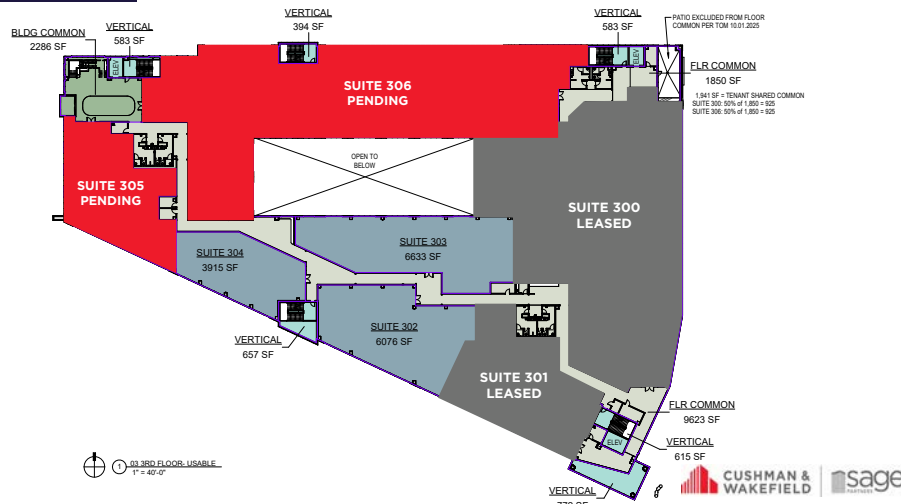 BLDG COMMON
2286 SF
VERTICAL
583 SF
ELEV
VERTICAL
394 SF
VERTICAL
583 SF
ELEV
PATIO EXCLUDED FROM FLOOR
COMMON PER TOM 10.01.2025
FLR COMMON
1850 SF
1,941 SF = TENANT SHARED COMMON
SUITE 300: 50% of 1,850 = 925
SUITE 306: 50% of 1,850 = 925
SUITE 306
PENDING
OPEN TO
BELOW
SUITE 305
PENDING
SUITE 300
LEASED
SUITE 304
3915 SF
SUITE 303
6633 SF
SUITE 302
6076 SF
VERTICAL
657 SF
SUITE 301
LEASED
FLR COMMON
9623 SF
VERTICAL
615 SF
ELEV
VERTICAL
1
03 3RD FLOOR- USABLE
1" = 40'-0"
CUSHMAN &
WAKEFIELD
sage
PARTNERS